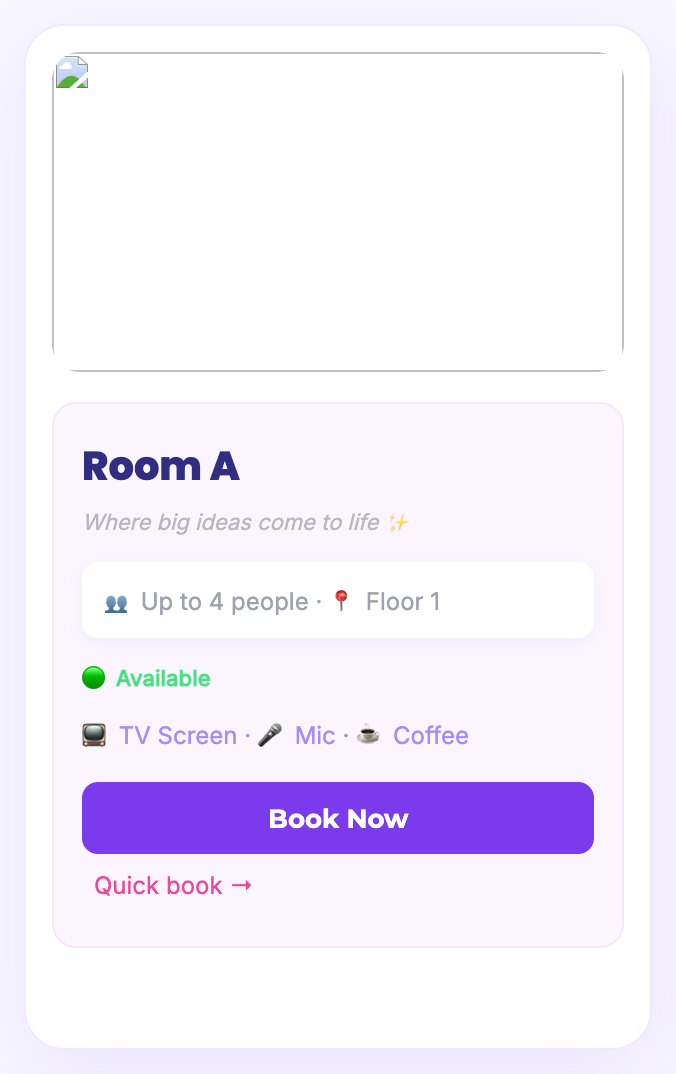 Room A
Where big ideas come to life ✨
👥 Up to 4 people · 📍 Floor 1
🟢 Available
📺 TV Screen · 🎤 Mic · ☕ Coffee
Book Now
Quick book →